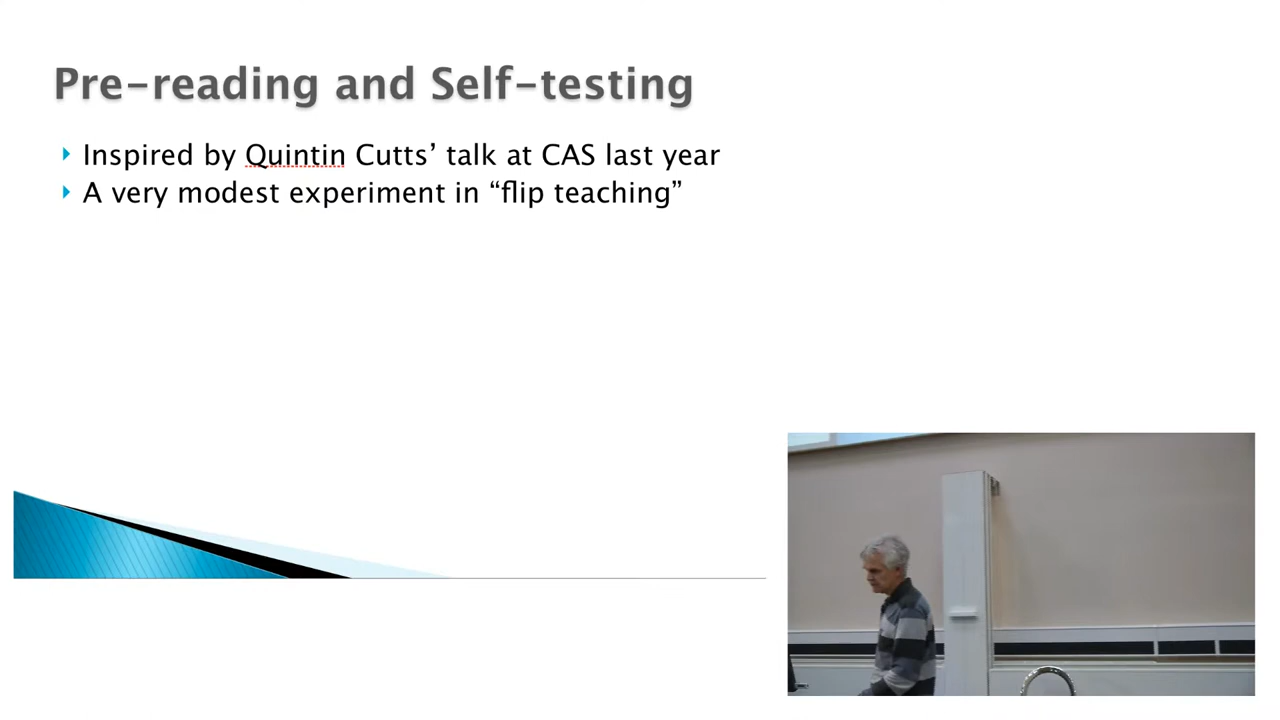 Pre-reading and Self-testing
Inspired by Quintin Cutts’ talk at CAS last year
A very modest experiment in “flip teaching”